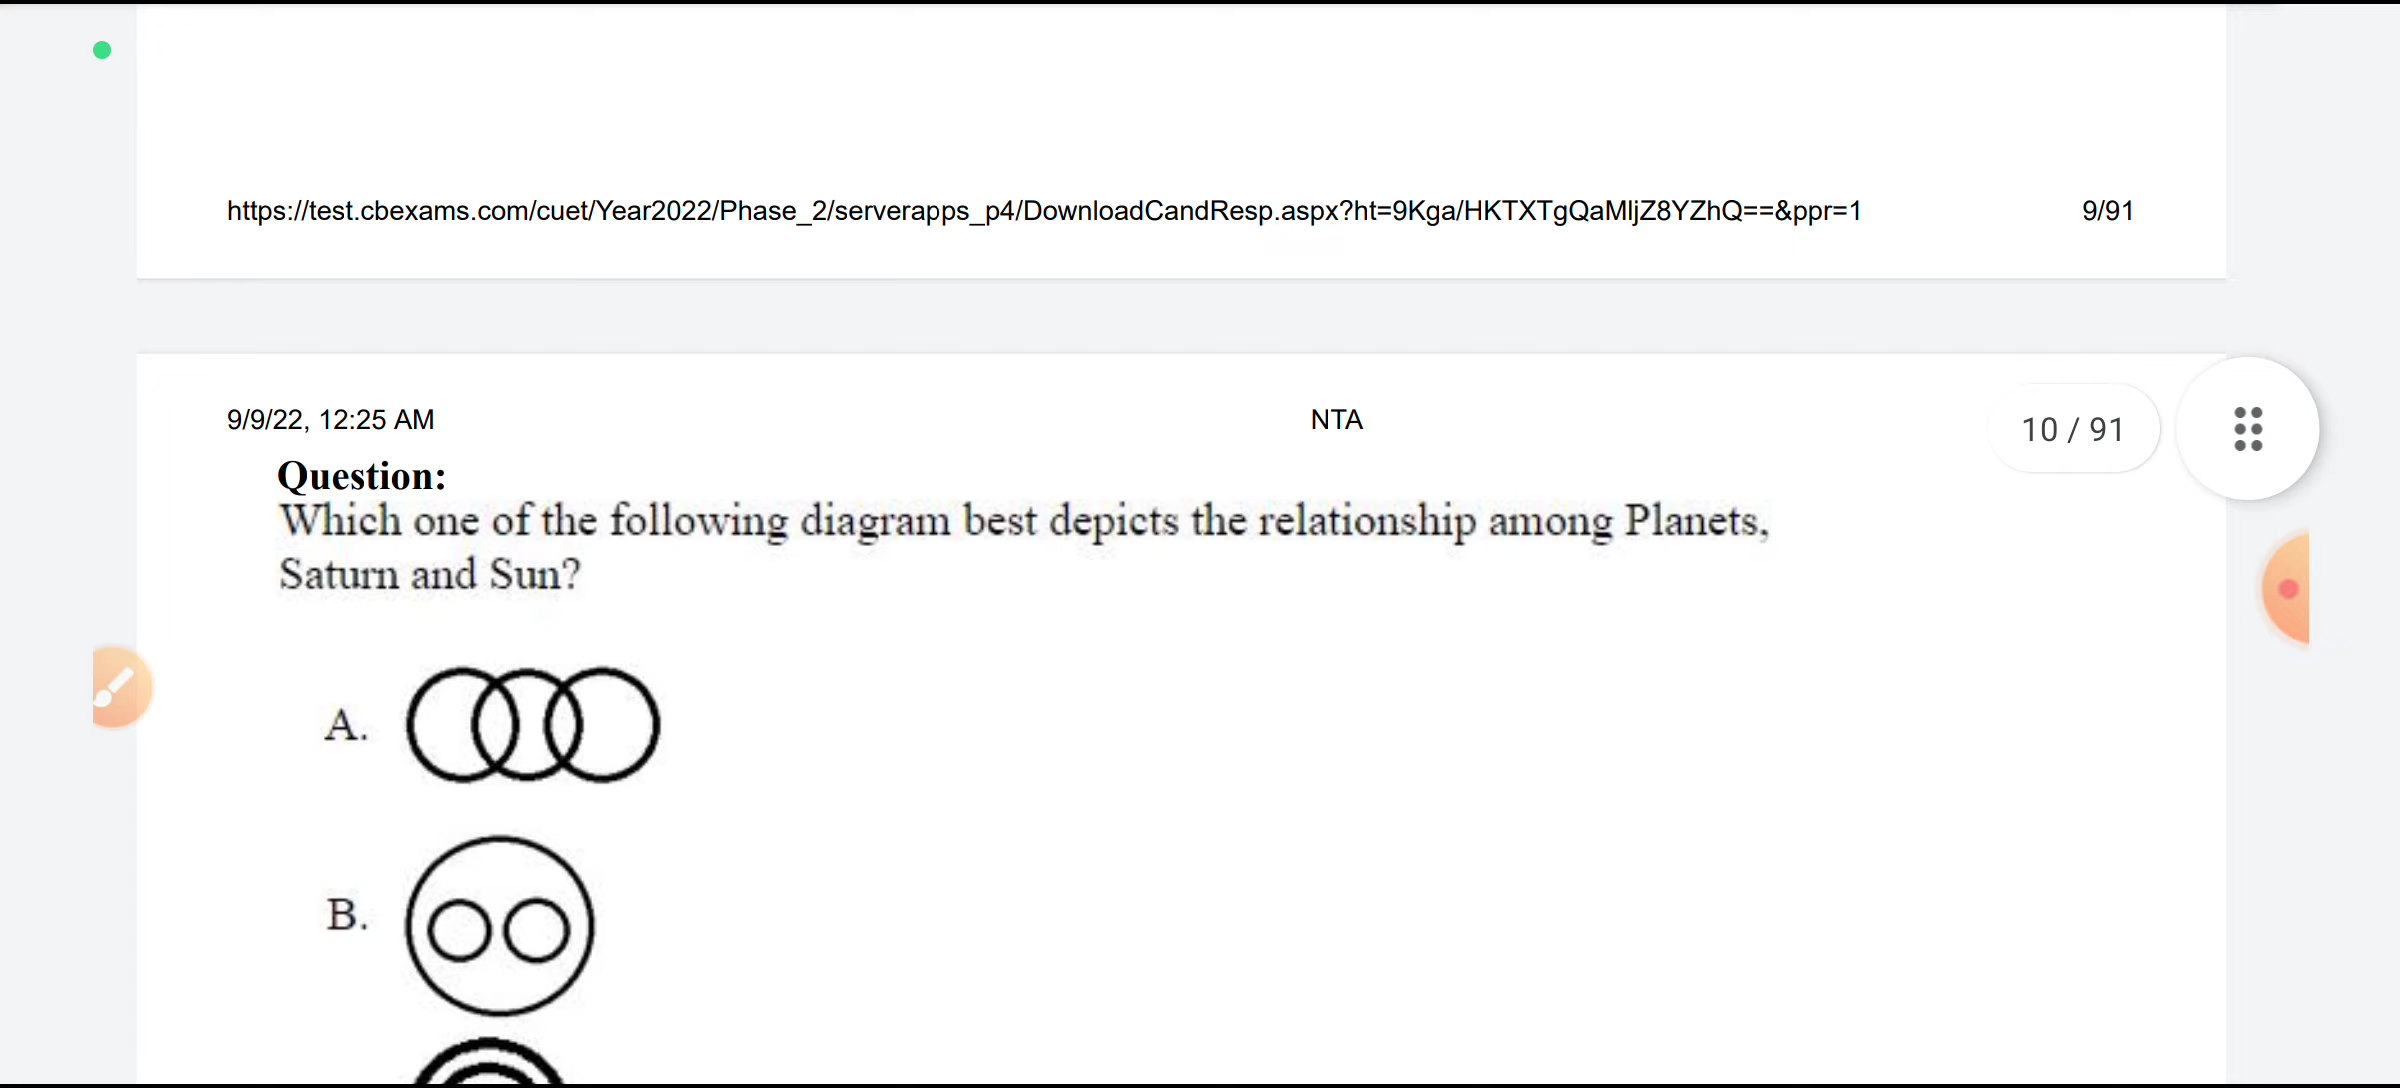 https://test.cbexams.com/cuet/Year2022/Phase_2/serverapps_p4/DownloadCandResp.aspx?ht=9Kga/HKTXTgQaMljZ8YZhQ==&ppr=1 9/91
9/9/22, 12:25 AM NTA 10 / 91
Question:
Which one of the following diagram best depicts the relationship among Planets,
Saturn and Sun?
A.
B.